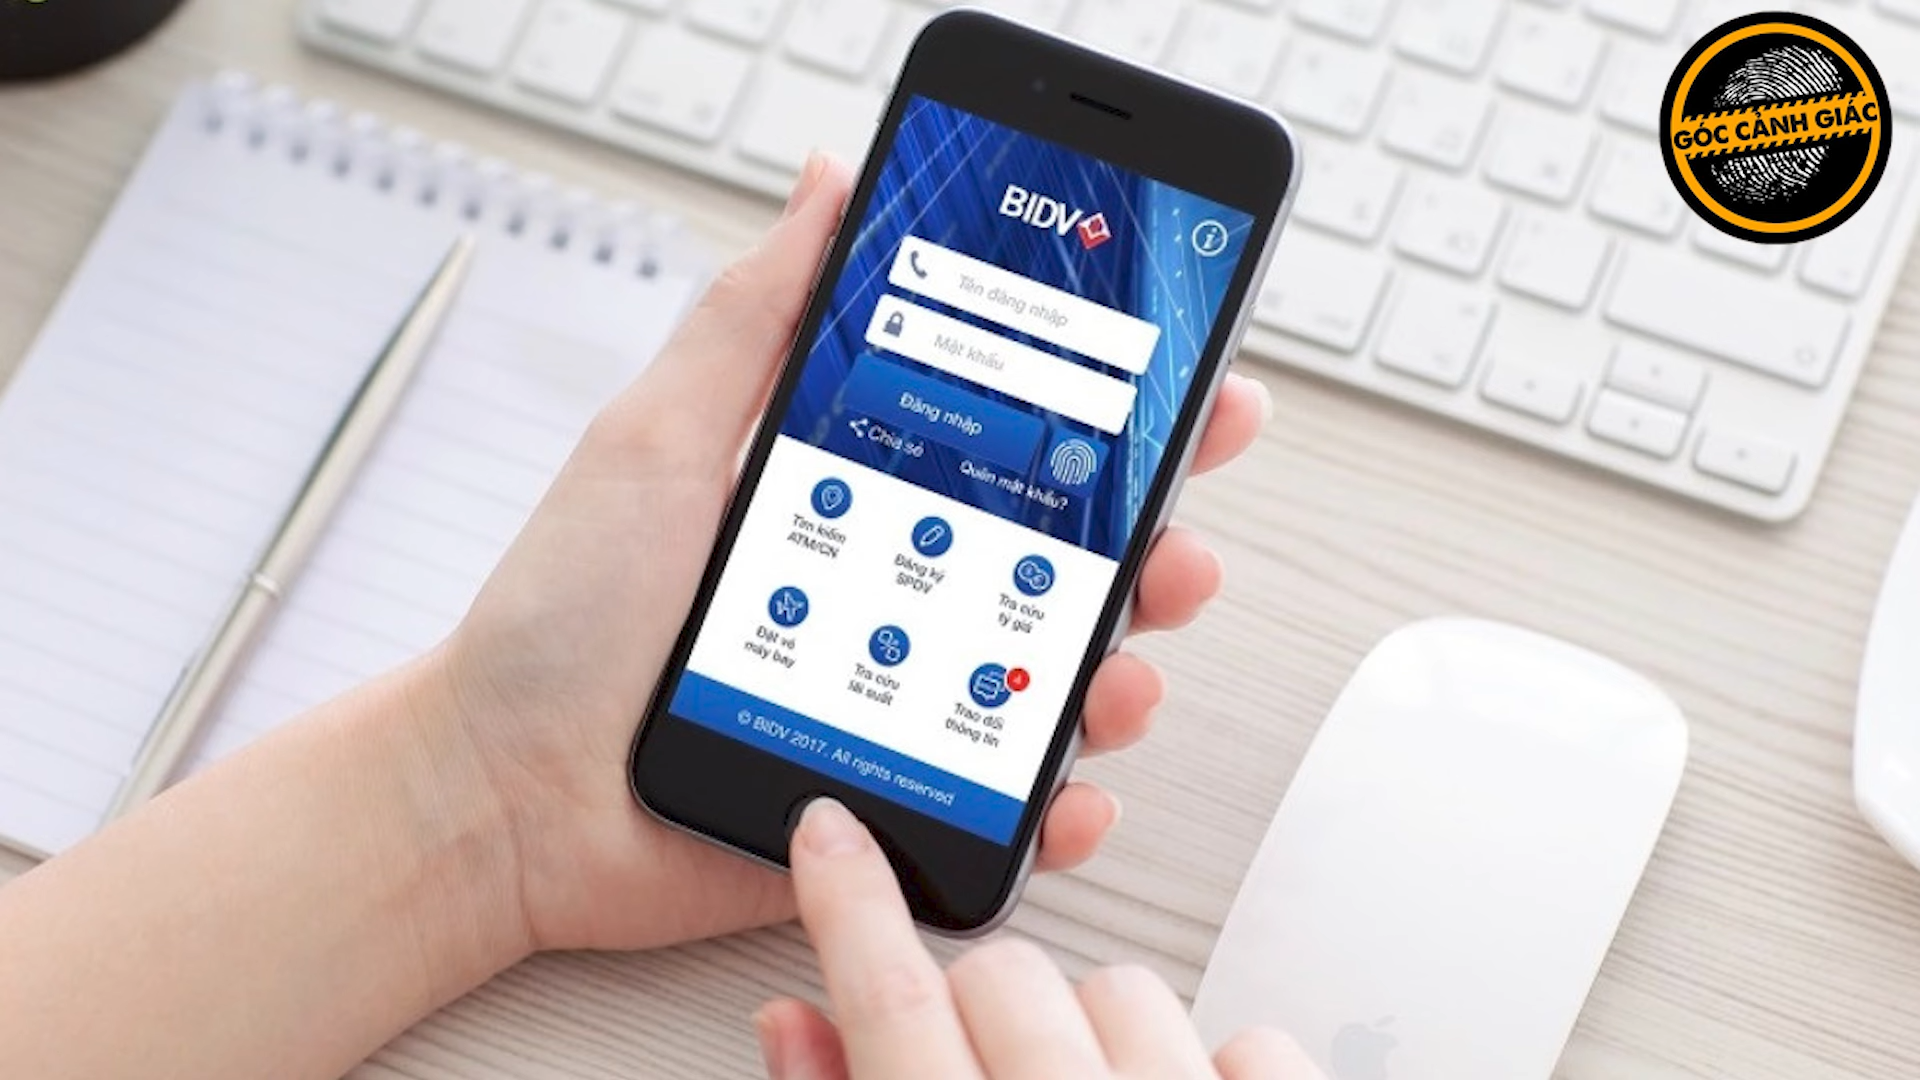 GÓC CẢNH GIÁC
BIDV
Tên đăng nhập
Mật khẩu
Đăng nhập
Chia sẻ
Quên mật khẩu?
Tìm kiếm
ATM/CN
Đăng ký
SPDV
Tra cứu
tỷ giá
Đặt vé
máy bay
Tra cứu
lãi suất
4
Trao đổi
thông tin
© BIDV 2017. All rights reserved